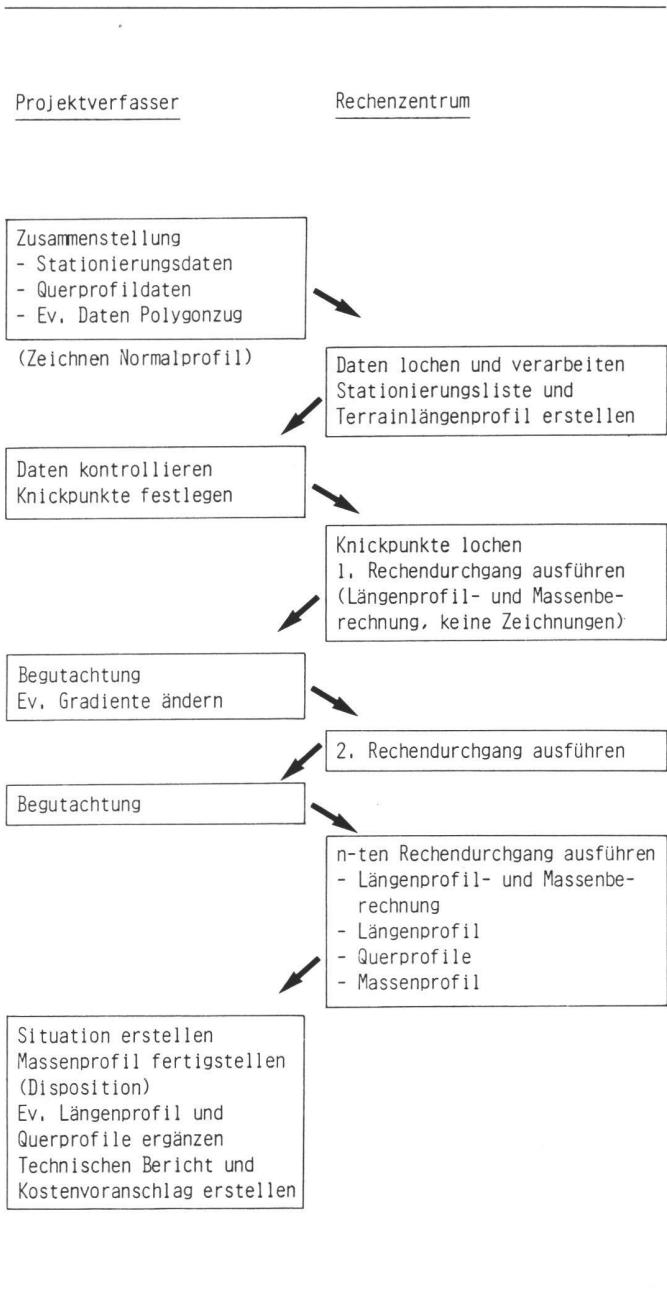 Projektverfasser
Rechenzentrum
Zusammenstellung
- Stationierungsdaten
- Querprofildaten
- Ev. Daten Polygonzug
(Zeichnen Normalprofil)
Daten lochen und verarbeiten
Stationierungsliste und
Terrainlängenprofil erstellen
Daten kontrollieren
Knickpunkte festlegen
Knickpunkte lochen
1. Rechendurchgang ausführen
(Längenprofil- und Massenbe-
rechnung, keine Zeichnungen)
Begutachtung
Ev. Gradiente ändern
2. Rechendurchgang ausführen
Begutachtung
n-ten Rechendurchgang ausführen
- Längenprofil- und Massenbe-
rechnung
- Längenprofil
- Querprofile
- Massenprofil
Situation erstellen
Massenprofil fertigstellen
(Disposition)
Ev. Längenprofil und
Querprofile ergänzen
Technischen Bericht und
Kostenvoranschlag erstellen